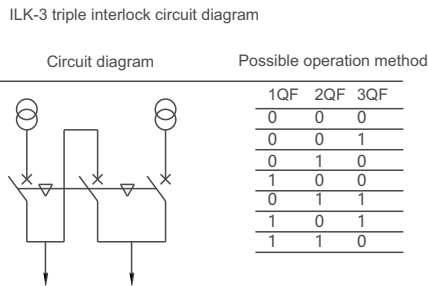 ILK-3 triple interlock circuit diagram
Circuit diagram
Possible operation method
1QF 2QF 3QF
0 0 0
0 0 1
0 1 0
1 0 0
0 1 1
1 0 1
1 1 0